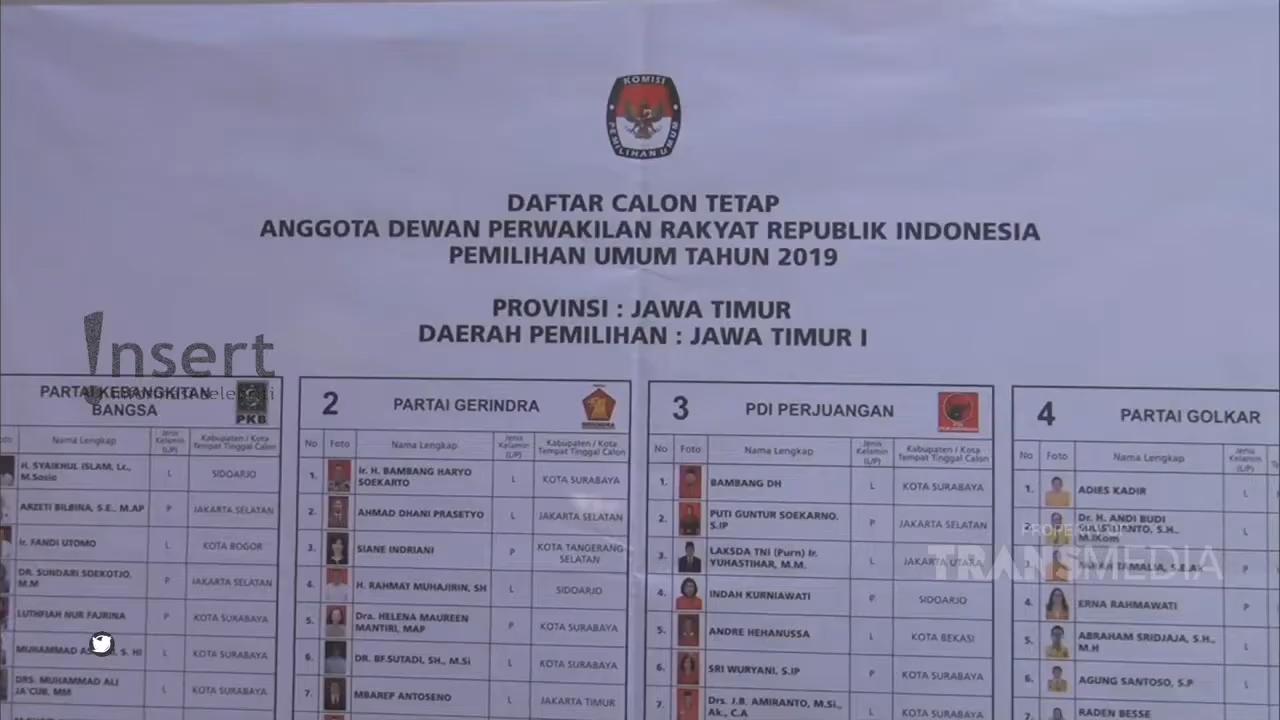 KOMISI
PEMILIHAN UMUM
DAFTAR CALON TETAP
ANGGOTA DEWAN PERWAKILAN RAKYAT REPUBLIK INDONESIA
PEMILIHAN UMUM TAHUN 2019
PROVINSI : JAWA TIMUR
DAERAH PEMILIHAN : JAWA TIMUR I
Insert
PARTAI KEBANGKITAN
BANGSA
PKB
Nama Lengkap
Jenis Kelamin (L/P)
Kabupaten / Kota
Tempat Tinggal Calon
H. SYAIKHUL ISLAM, Lc.,
M.Sosio
L
SIDOARJO
ARZETI BILBINA, S.E., M.AP
P
JAKARTA SELATAN
Ir. FANDI UTOMO
L
KOTA BOGOR
DR. SUNDARI SOEKOTJO,
M.M
P
JAKARTA SELATAN
LUTHFIAH NUR FAJRINA
P
KOTA SURABAYA
MUHAMMAD
S. HI
L
KOTA SURABAYA
DRS. MUHAMMAD ALI
JA'CUB, MM
L
KOTA SURABAYA
2
PARTAI GERINDRA
GERINDRA
No
Foto
Nama Lengkap
Jenis Kelamin (L/P)
Kabupaten / Kota
Tempat Tinggal Calon
1.
Ir. H. BAMBANG HARYO
SOEKARTO
L
KOTA SURABAYA
2.
AHMAD DHANI PRASETYO
L
JAKARTA SELATAN
3.
SIANE INDRIANI
P
KOTA TANGERANG
SELATAN
4.
H. RAHMAT MUHAJIRIN, SH
L
SIDOARJO
5.
Dra. HELENA MAUREEN
MANTIRI, MAP
P
KOTA SURABAYA
6.
DR. BF.SUTADI, SH., M.Si
L
KOTA SURABAYA
7.
MBAREP ANTOSENO
L
JAKARTA TIMUR
3
PDI PERJUANGAN
No
Foto
Nama Lengkap
Jenis Kelamin (L/P)
Kabupaten / Kota
Tempat Tinggal Calon
1.
BAMBANG DH
L
KOTA SURABAYA
2.
PUTI GUNTUR SOEKARNO,
S.IP
P
JAKARTA SELATAN
3.
LAKSDA TNI (Purn) Ir.
YUHASTIHAR, M.M.
L
JAKARTA UTARA
4.
INDAH KURNIAWATI
P
SIDOARJO
5.
ANDRE HEHANUSSA
L
KOTA BEKASI
6.
SRI WURYANI, S.IP
P
KOTA SURABAYA
7.
Drs. J.B. AMIRANTO, M.Si.,
Ak., C.A
L
KOTA SURABAYA
4
PARTAI GOLKAR
No
Foto
Nama Lengkap
Jenis Kelamin (L/P)
1.
ADIES KADIR
L
2.
Dr. H. ANDI BUDI
SULISTIJANTO, S.H.,
M.IKom
L
3.
4.
ERNA RAHMAWATI
P
5.
ABRAHAM SRIDJAJA, S.H.,
M.H
L
6.
AGUNG SANTOSO, S.P
L
7.
RADEN BESSE
TRANSMEDIA